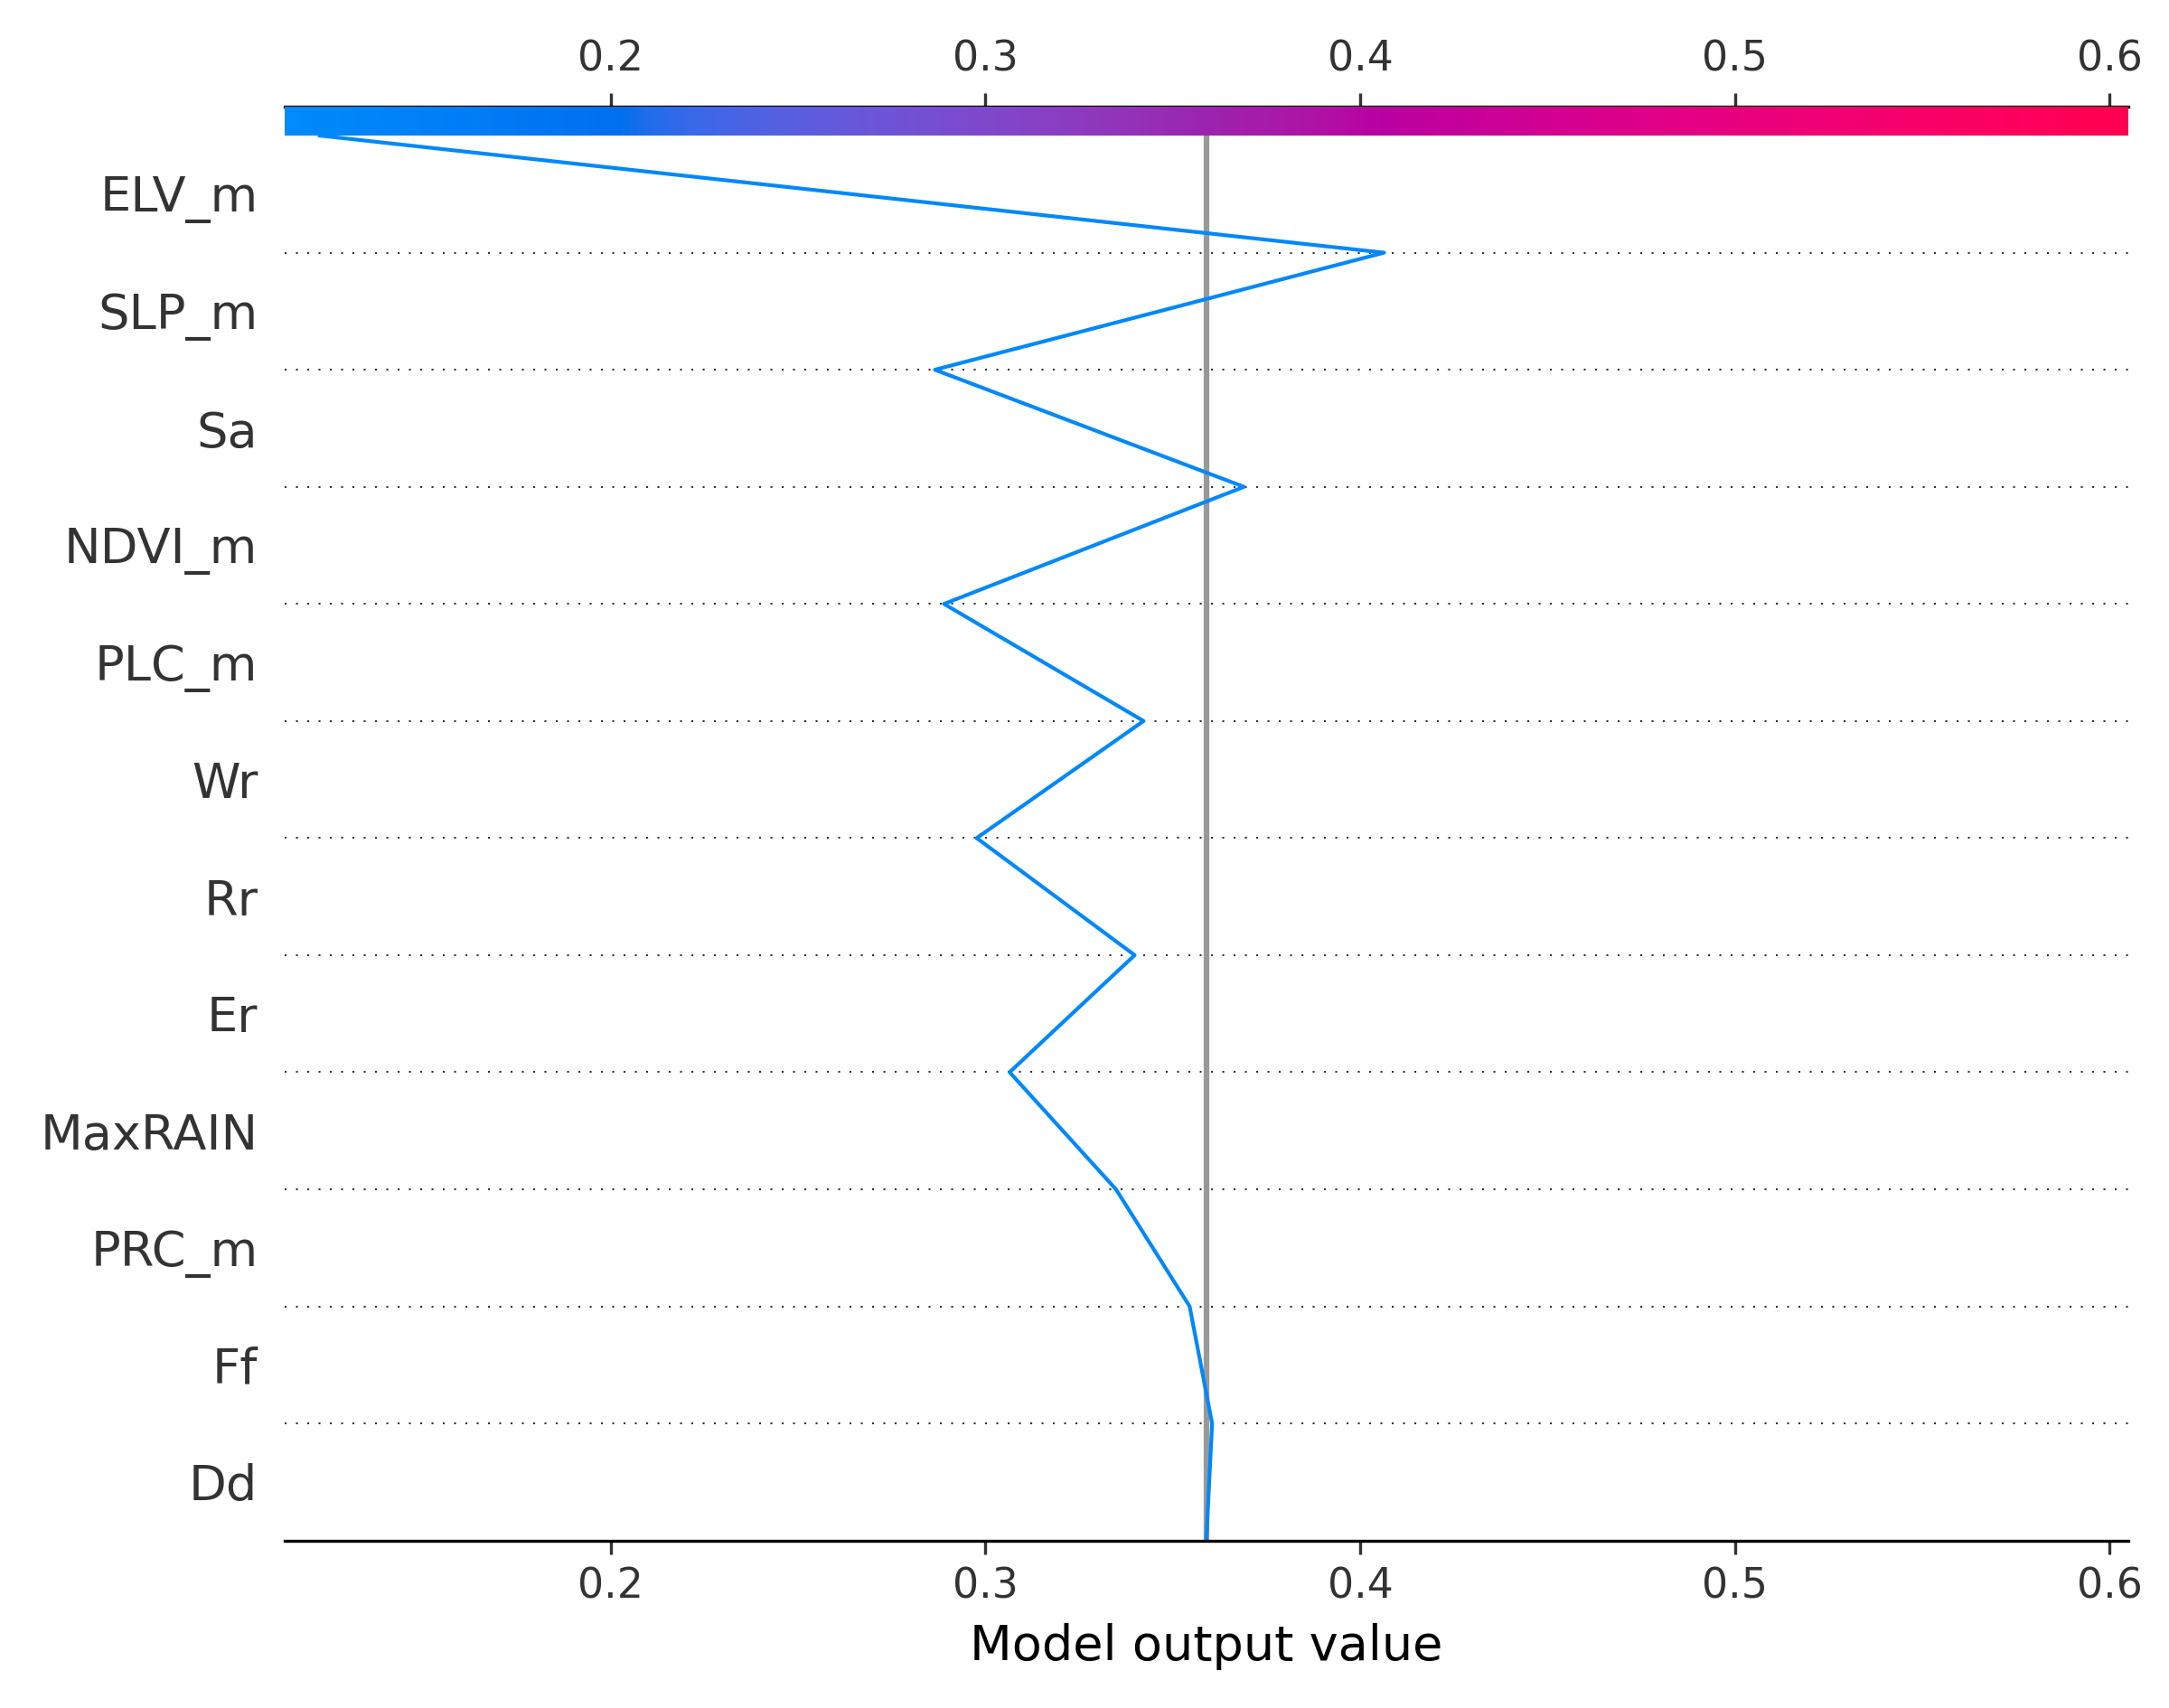 0.2 0.3 0.4 0.5 0.6
ELV_m
SLP_m
Sa
NDVI_m
PLC_m
Wr
Rr
Er
MaxRAIN
PRC_m
Ff
Dd
0.2 0.3 0.4 0.5 0.6
Model output value